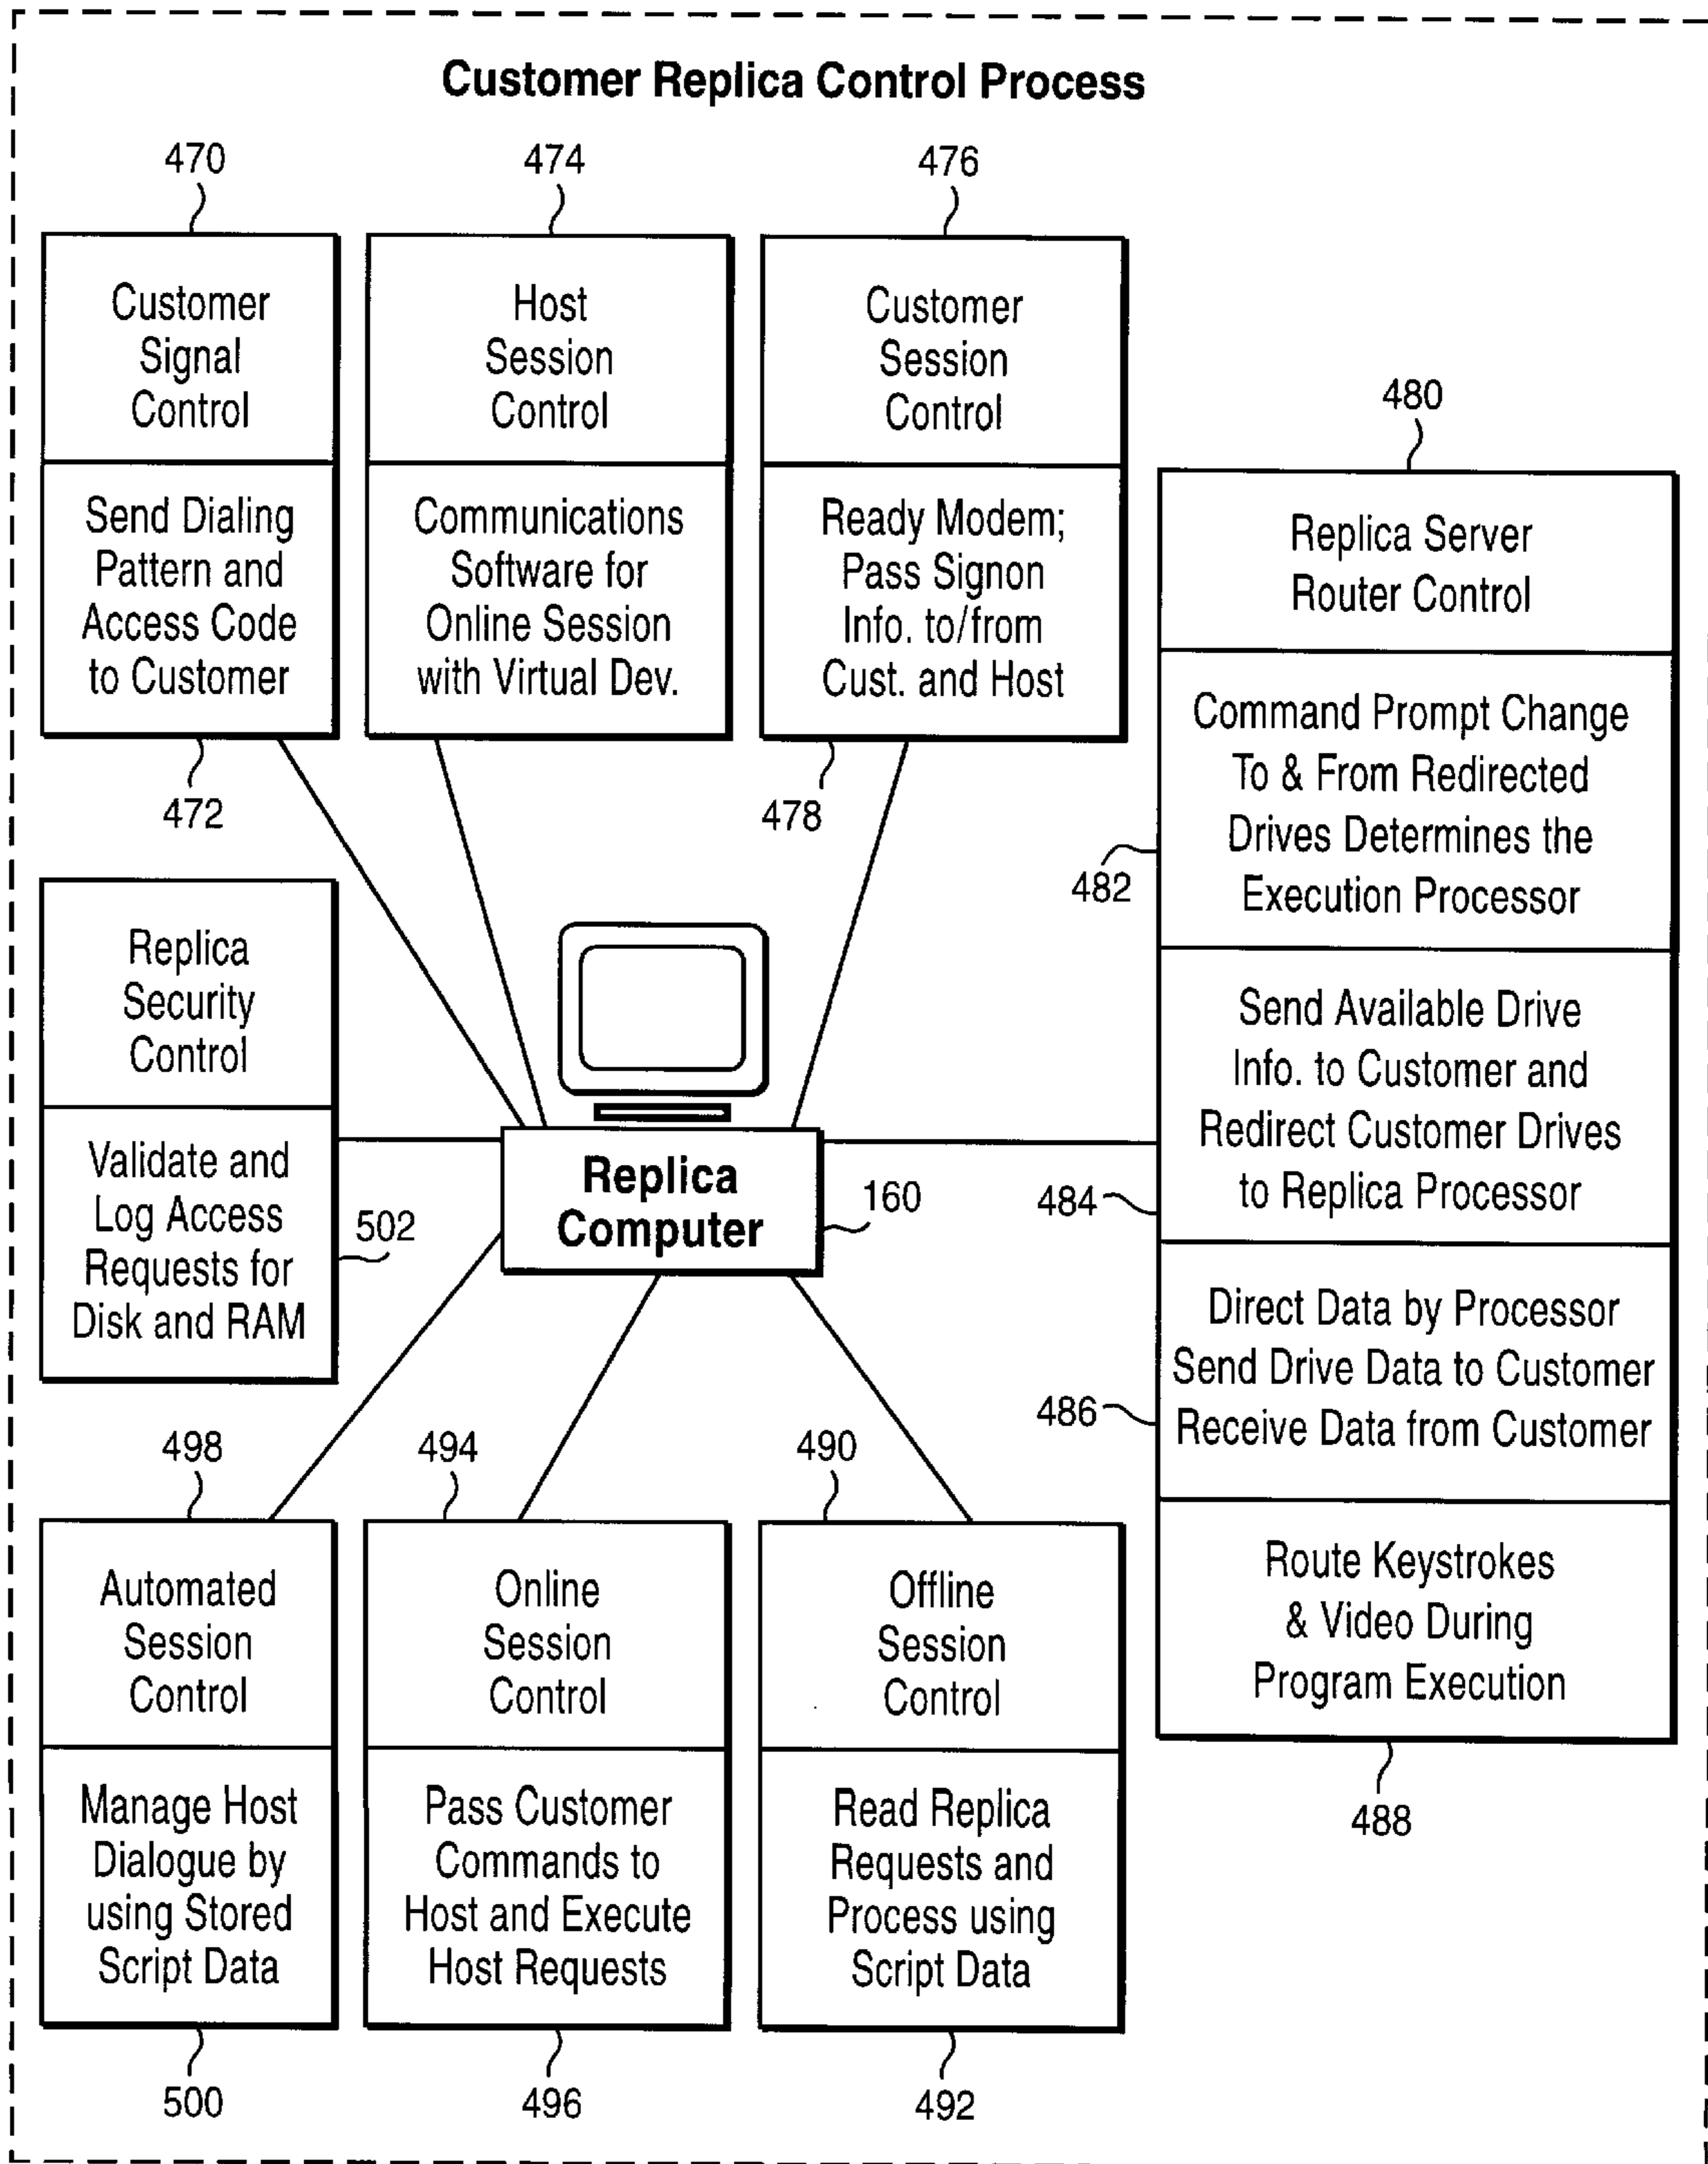 Customer Replica Control Process
470
474
476
Customer
Signal
Control
Send Dialing
Pattern and
Access Code
to Customer
472
Host
Session
Control
Communications
Software for
Online Session
with Virtual Dev.
Customer
Session
Control
Ready Modem;
Pass Signon
Info. to/from
Cust. and Host
478
480
Replica Server
Router Control
Command Prompt Change
To & From Redirected
Drives Determines the
Execution Processor
482
Send Available Drive
Info. to Customer and
Redirect Customer Drives
to Replica Processor
484
Direct Data by Processor
Send Drive Data to Customer
Receive Data from Customer
486
Route Keystrokes
& Video During
Program Execution
488
Replica
Security
Control
Validate and
Log Access
Requests for
Disk and RAM
502
Replica
Computer
160
498
494
490
Automated
Session
Control
Manage Host
Dialogue by
using Stored
Script Data
500
Online
Session
Control
Pass Customer
Commands to
Host and Execute
Host Requests
496
Offline
Session
Control
Read Replica
Requests and
Process using
Script Data
492